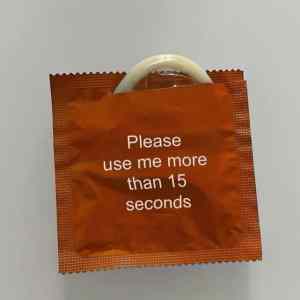 Please
use me more
than 15
seconds